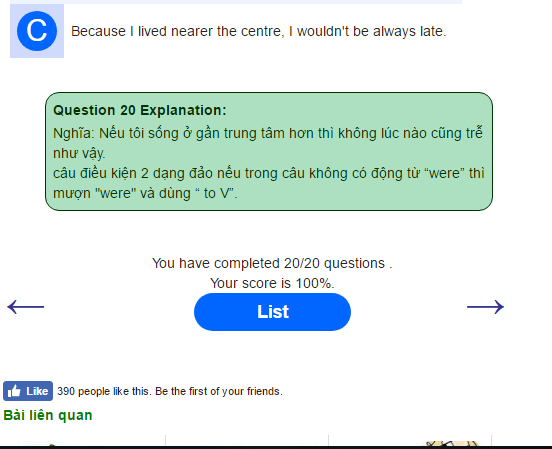 C Because I lived nearer the centre, I wouldn't be always late.
Question 20 Explanation:
Nghĩa: Nếu tôi sống ở gần trung tâm hơn thì không lúc nào cũng trễ
như vậy.
câu điều kiện 2 dạng đảo nếu trong câu không có động từ “were” thì
mượn "were" và dùng “ to V”.
You have completed 20/20 questions .
Your score is 100%.
← →
List
Like 390 people like this. Be the first of your friends.
Bài liên quan